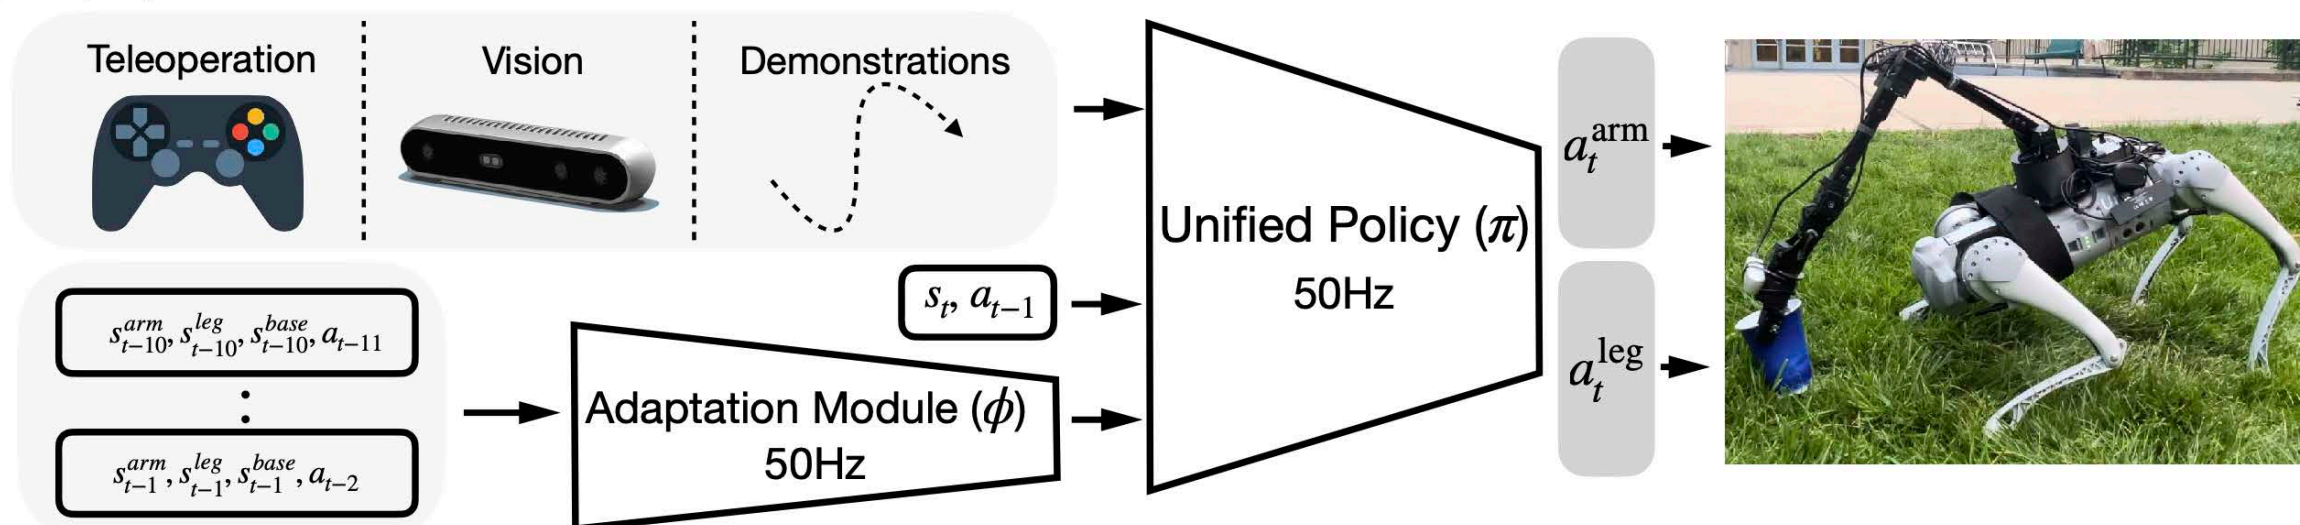 Teleoperation
Vision
Demonstrations
s_{t-10}^{arm}, s_{t-10}^{leg}, s_{t-10}^{base}, a_{t-11}
s_{t-1}^{arm}, s_{t-1}^{leg}, s_{t-1}^{base}, a_{t-2}
Adaptation Module (ϕ)
50Hz
s_t, a_{t-1}
Unified Policy (π)
50Hz
a_t^{arm}
a_t^{leg}